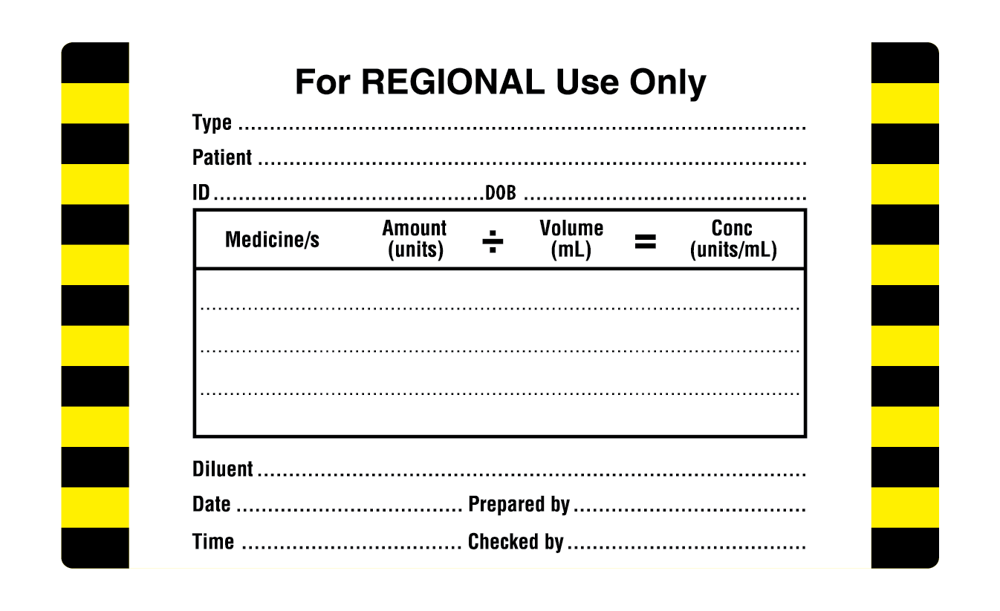 For REGIONAL Use Only
Type ........................................................................................
Patient .....................................................................................
ID ........................................... DOB .............................................
Medicine/s Amount (units) ÷ Volume (mL) = Conc (units/mL)
Diluent .....................................................................................
Date .................................... Prepared by .....................................
Time ................................... Checked by ......................................